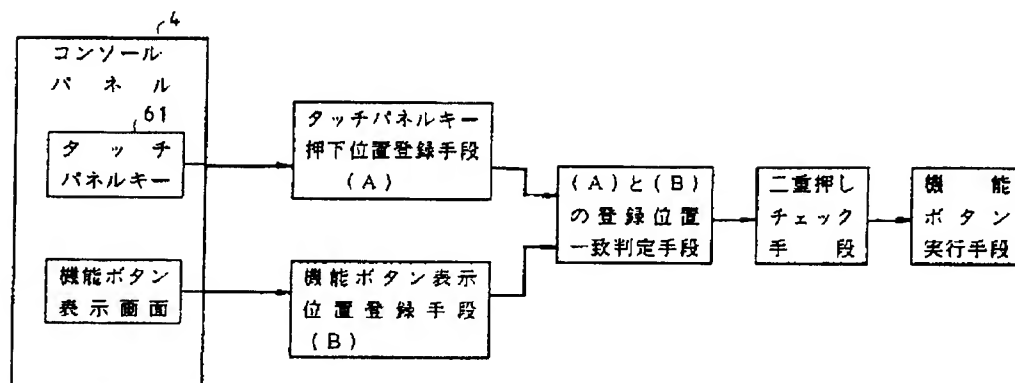 4
コンソール
パネル
61
タッチ
パネルキー
タッチパネルキー
押下位置登録手段
(A)
機能ボタン
表示画面
機能ボタン表示
位置登録手段
(B)
(A)と(B)
の登録位置
一致判定手段
二重押し
チェック
手段
機能
ボタン
実行手段